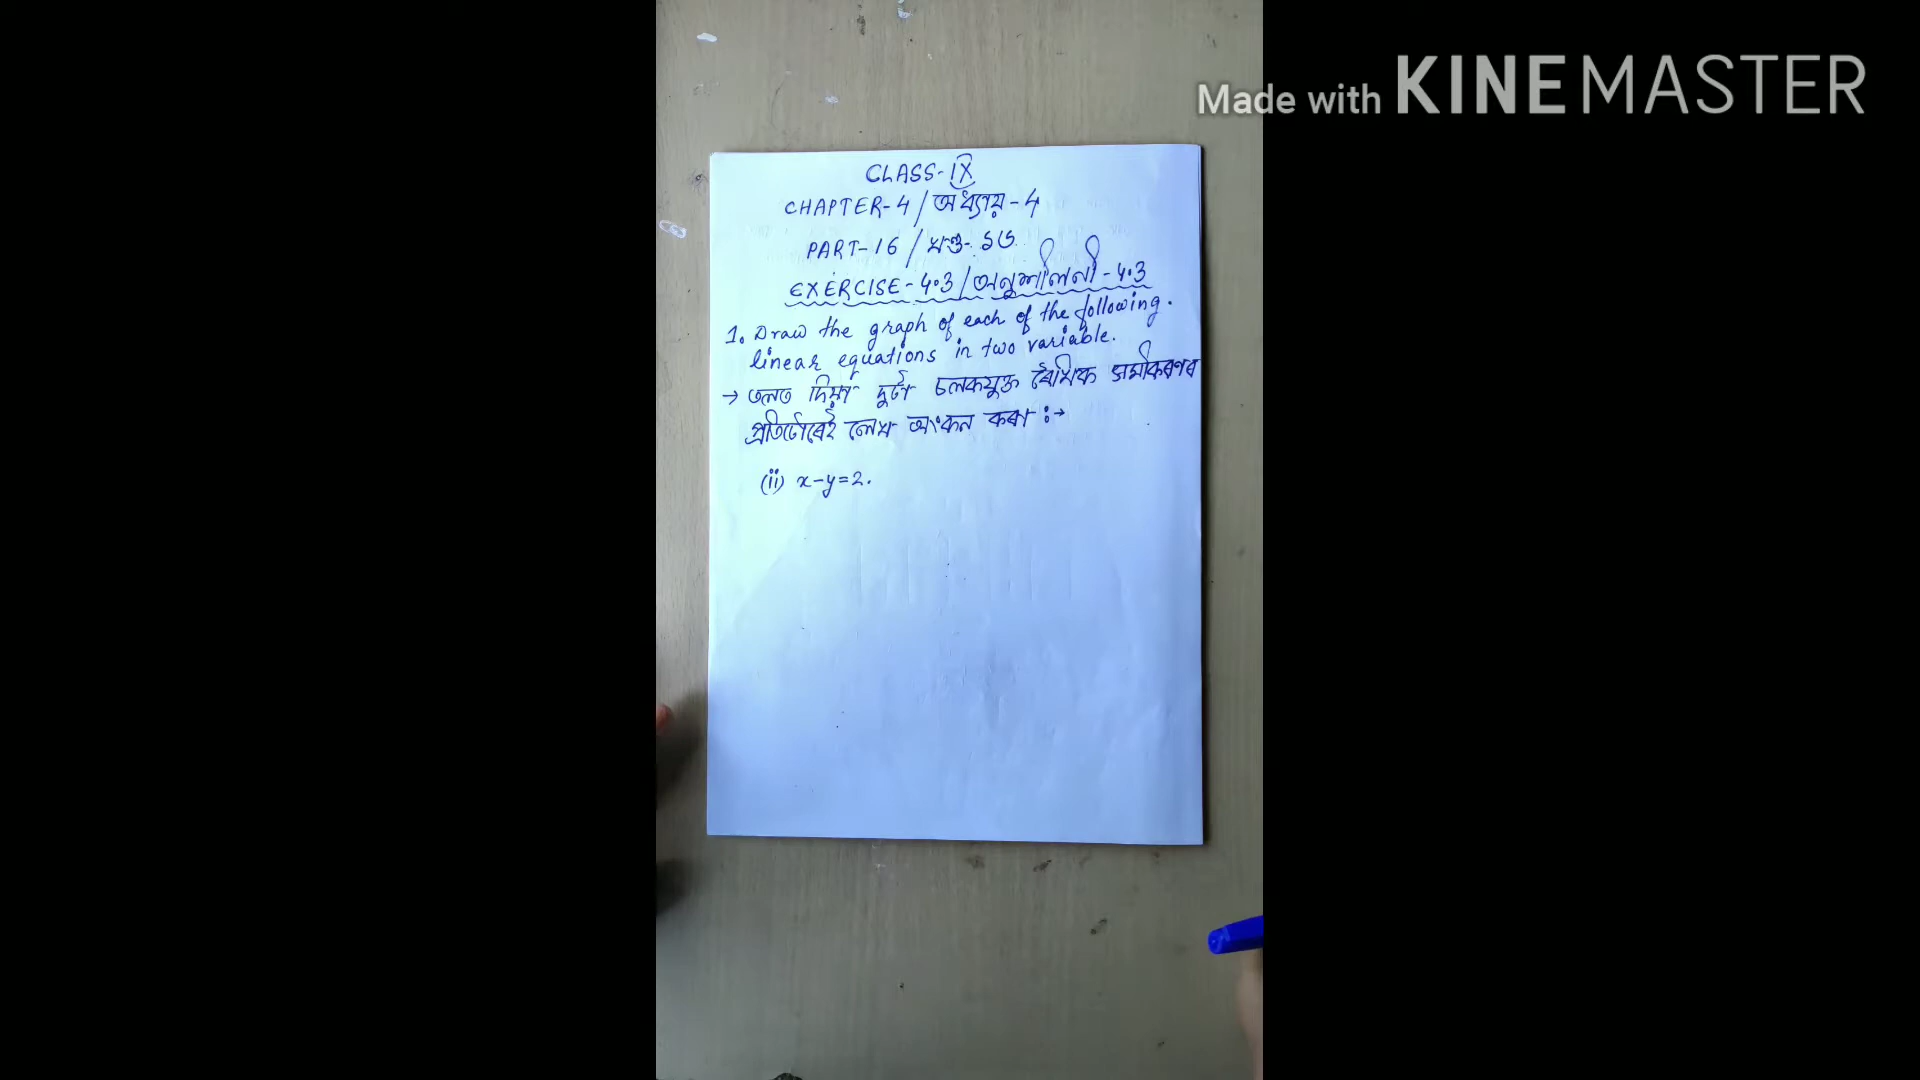 Made with KINEMASTER
CLASS-IX
CHAPTER-4/অধ্যায়-4
PART-16/খণ্ড-১৬
EXERCISE-4.3/অনুশীলনী-4.3
1. Draw the graph of each of the following.
linear equations in two variable.
→ তলত দিয়া দুটা চলকযুক্ত ৰৈখিক সমীকৰণৰ
প্ৰতিটোৰেই লেখ অংকন কৰা :→
(ii) x-y=2.